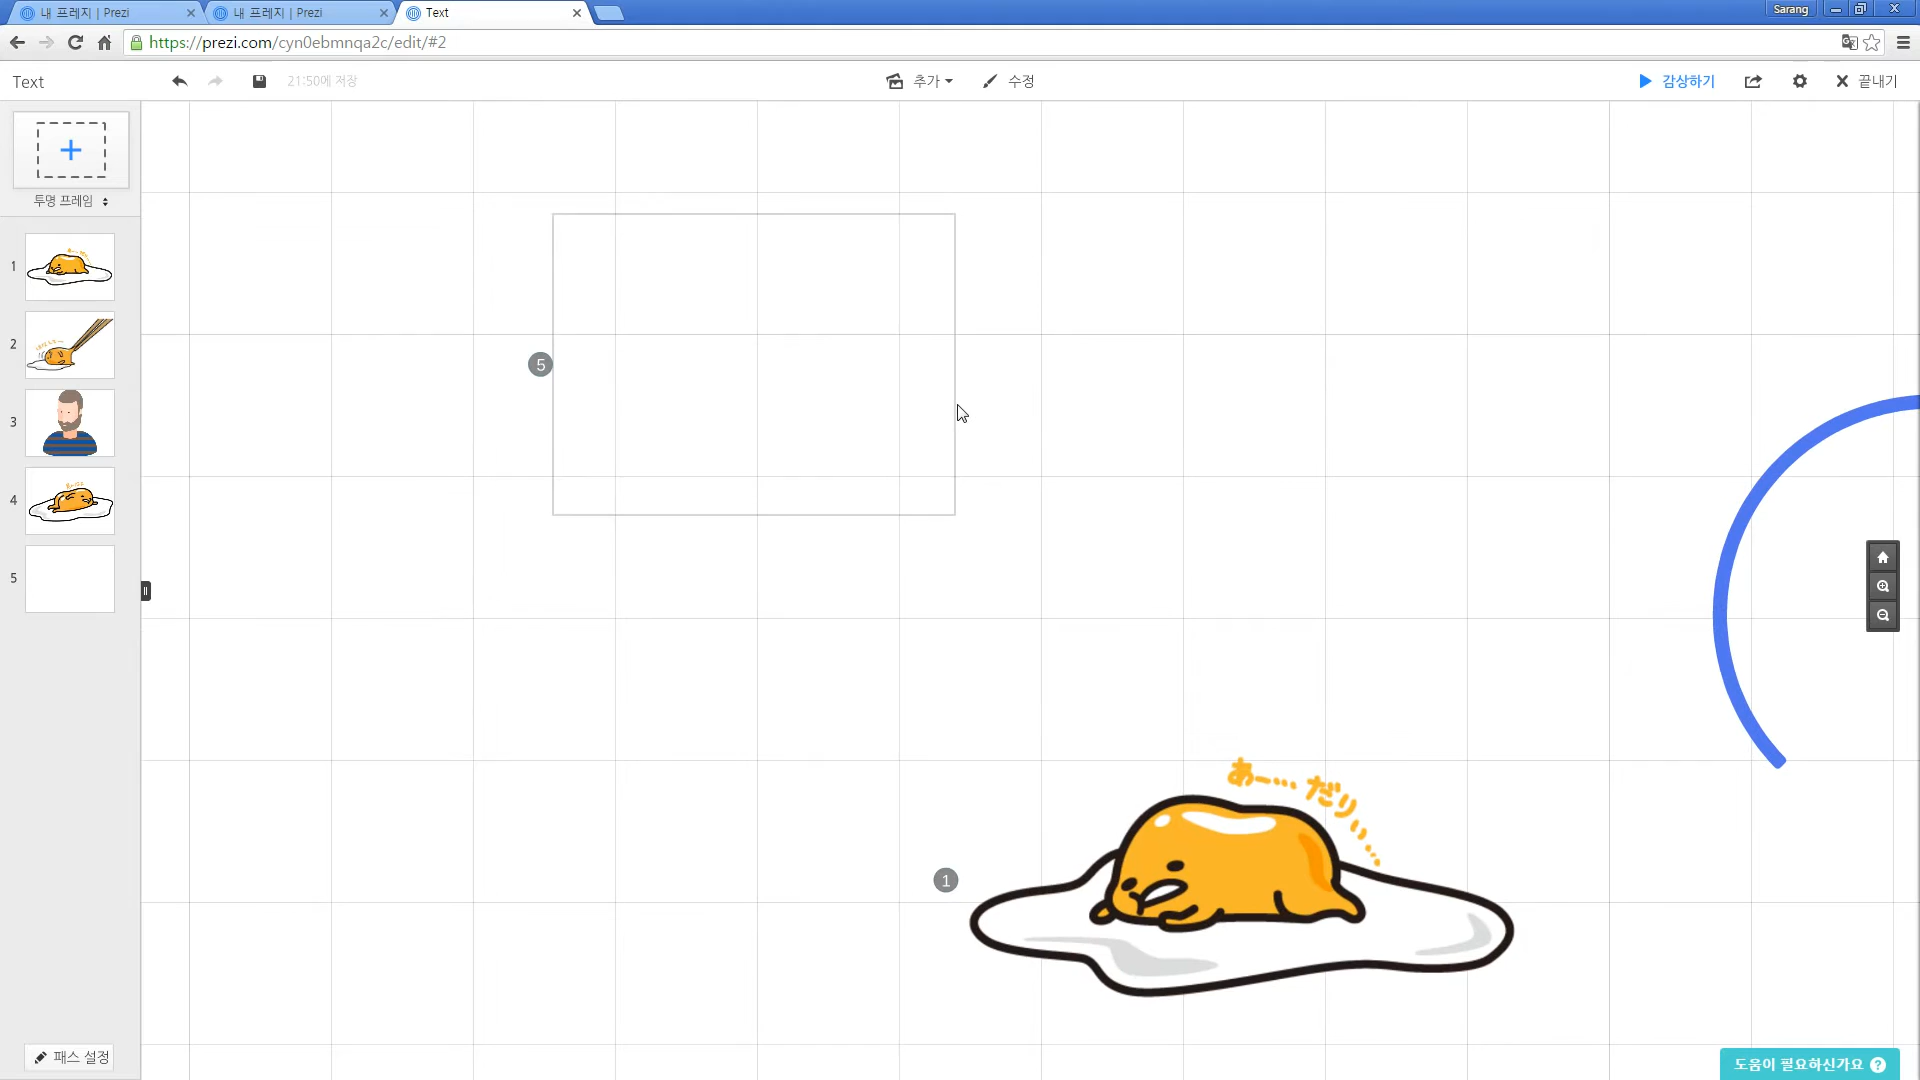 내 프레지 | Prezi
내 프레지 | Prezi
Text
Sarang
https://prezi.com/cyn0ebmnqa2c/edit/#2
Text
21:50에 저장
추가
수정
감상하기
끝내기
투명 프레임
1
2
3
4
5
5
あー…だりぃ…
1
패스 설정
도움이 필요하신가요 ?